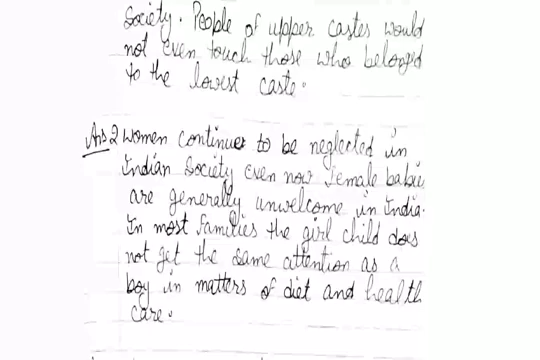 Society. People of upper castes would
not even touch those who belonged
to the lowest caste.
Ans 2 Women continues to be neglected in
Indian Society even now Female babies
are generally unwelcome in India.
In most families the girl child does
not get the same attention as a
boy in matters of diet and health
care.